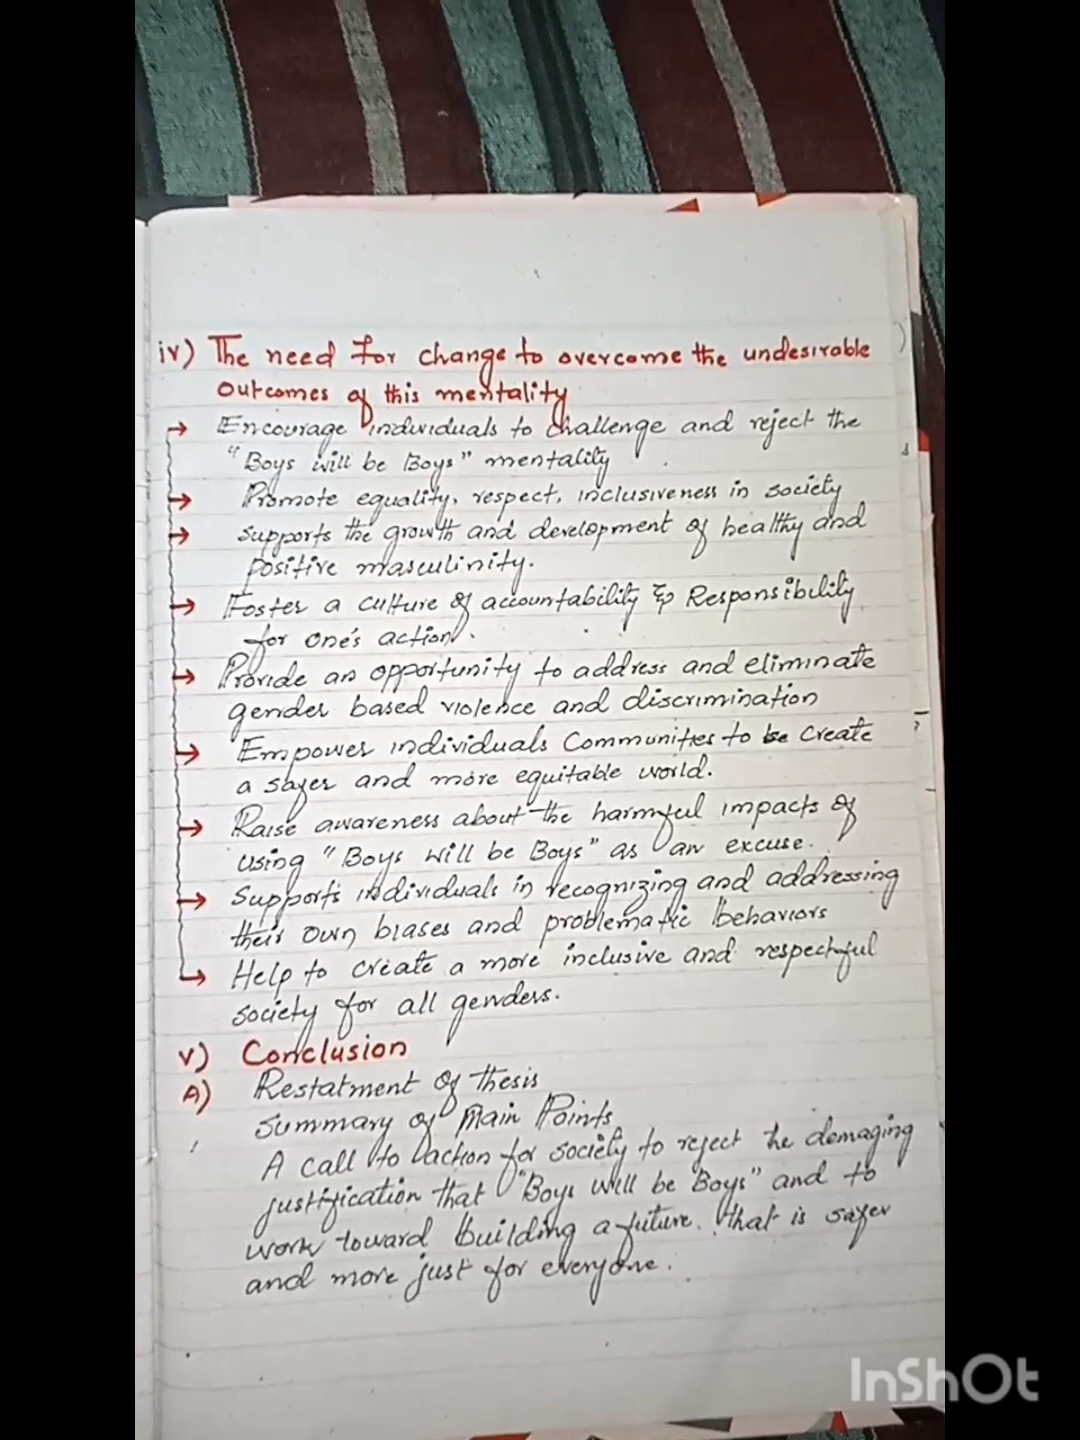 iv) The need for change to overcome the undesirable
outcomes of this mentality
→ Encourage individuals to challenge and reject the
"Boys will be Boys" mentality
→ Promote equality, respect, inclusiveness in society
→ Supports the growth and development of healthy and
positive masculinity.
→ Foster a culture of accountability & Responsibility
for one's action.
→ Provide an opportunity to address and eliminate
gender based violence and discrimination
→ Empower individuals Communities to be create
a safer and more equitable world.
→ Raise awareness about the harmful impacts of
using "Boys will be Boys" as an excuse.
→ Supports individuals in recognizing and addressing
their own biases and problematic behaviors
→ Help to create a more inclusive and respectful
society for all genders.
v) Conclusion
A) Restatment of thesis
Summary of Main Points
A call to action for society to reject the demaging
justification that "Boys will be Boys" and to
work toward building a future. that is safer
and more just for everyone.
InShOt